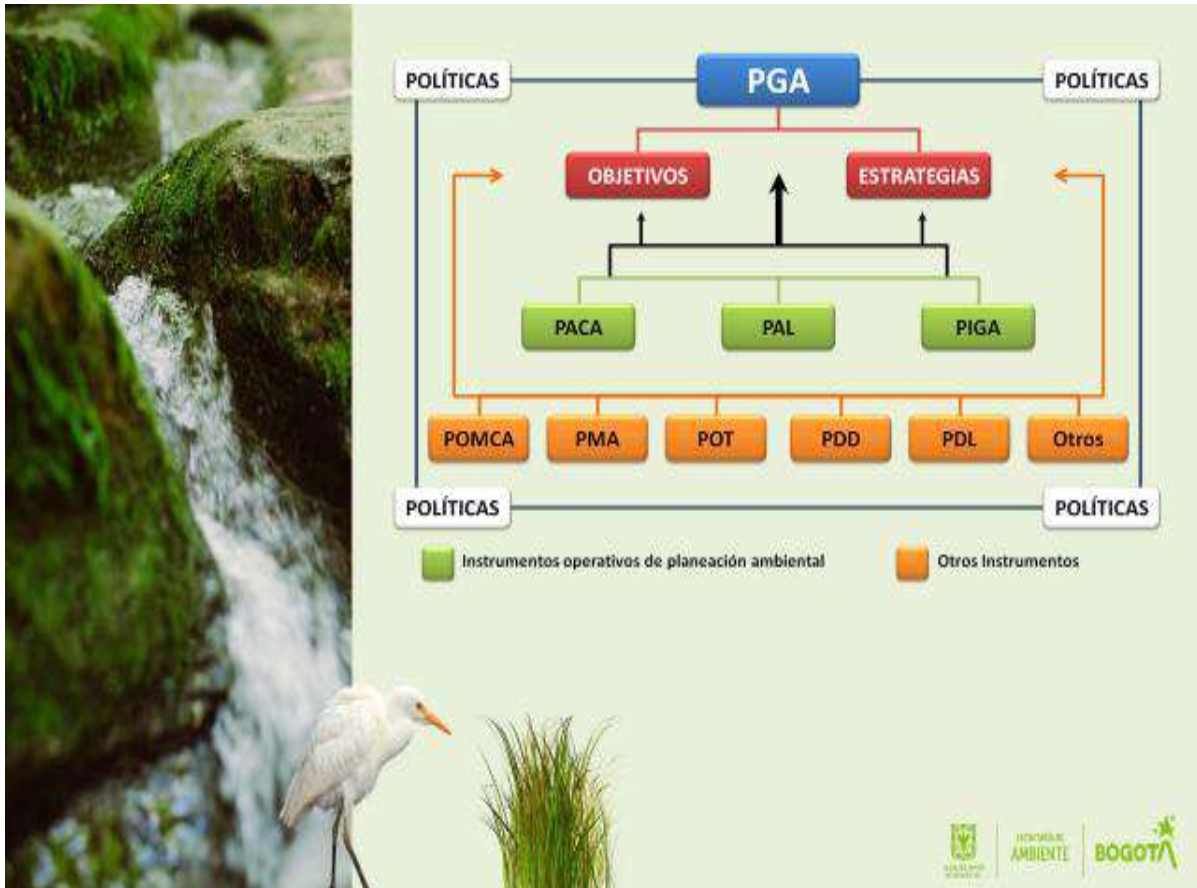 PGA
POLÍTICAS
POLÍTICAS
OBJETIVOS
ESTRATEGIAS
PACA
PAL
PIGA
POMCA
PMA
POT
PDD
PDL
Otros
POLÍTICAS
POLÍTICAS
Instrumentos operativos de planeación ambiental
Otros Instrumentos
AMBIENTE
BOGOTÁ